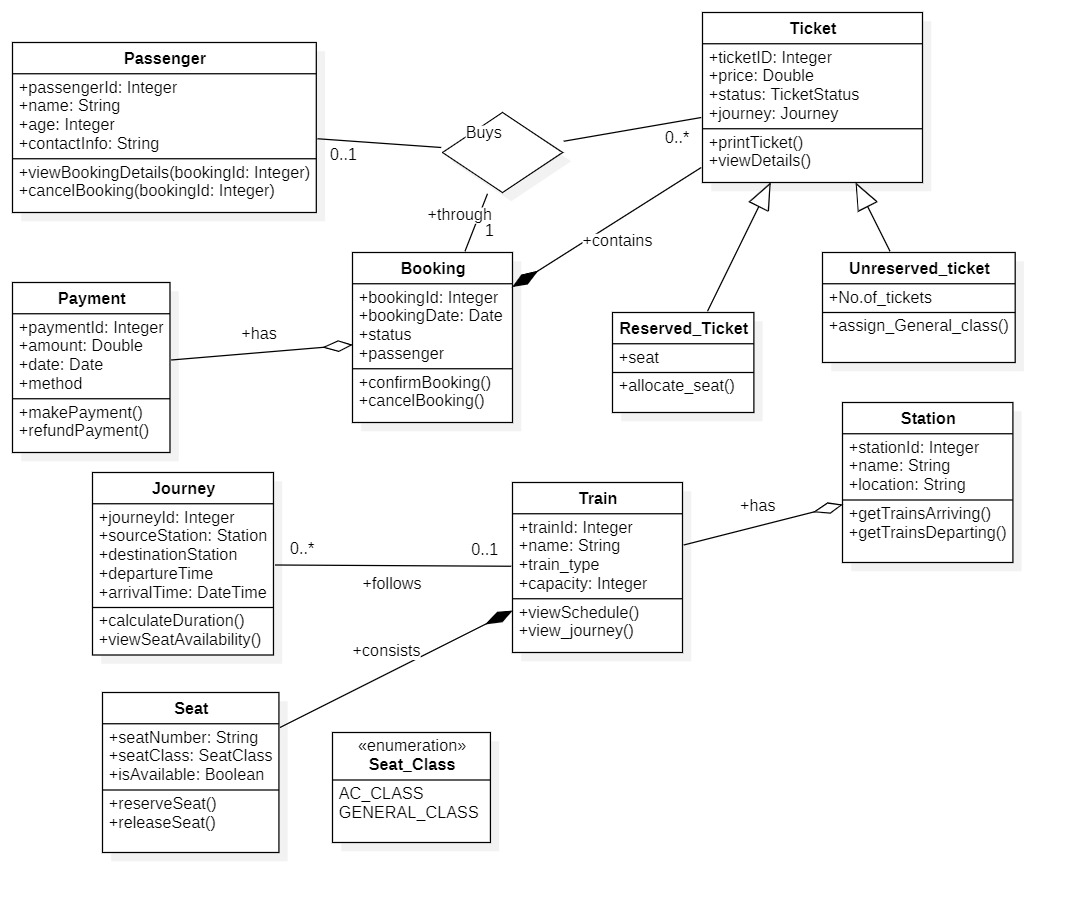 Passenger
+passengerId: Integer
+name: String
+age: Integer
+contactInfo: String
+viewBookingDetails(bookingId: Integer)
+cancelBooking(bookingId: Integer)
0..1
Buys
0..*
+through
1
Ticket
+ticketID: Integer
+price: Double
+status: TicketStatus
+journey: Journey
+printTicket()
+viewDetails()
+contains
Payment
+paymentId: Integer
+amount: Double
+date: Date
+method
+makePayment()
+refundPayment()
+has
Booking
+bookingId: Integer
+bookingDate: Date
+status
+passenger
+confirmBooking()
+cancelBooking()
Reserved_Ticket
+seat
+allocate_seat()
Unreserved_ticket
+No.of_tickets
+assign_General_class()
Journey
+journeyId: Integer
+sourceStation: Station
+destinationStation
+departureTime
+arrivalTime: DateTime
+calculateDuration()
+viewSeatAvailability()
0..*
0..1
+follows
Train
+trainId: Integer
+name: String
+train_type
+capacity: Integer
+viewSchedule()
+view_journey()
+has
Station
+stationId: Integer
+name: String
+location: String
+getTrainsArriving()
+getTrainsDeparting()
+consists
Seat
+seatNumber: String
+seatClass: SeatClass
+isAvailable: Boolean
+reserveSeat()
+releaseSeat()
«enumeration»
Seat_Class
AC_CLASS
GENERAL_CLASS